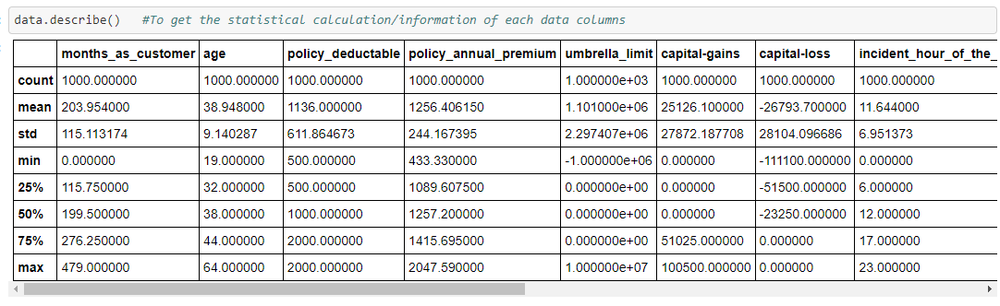 data.describe()   #To get the statistical calculation/information of each data columns
months_as_customer age policy_deductable policy_annual_premium umbrella_limit capital-gains capital-loss incident_hour_of_the_
count 1000.000000 1000.000000 1000.000000 1000.000000 1.000000e+03 1000.000000 1000.000000 1000.000000
mean 203.954000 38.948000 1136.000000 1256.406150 1.101000e+06 25126.100000 -26793.700000 11.644000
std 115.113174 9.140287 611.864673 244.167395 2.297407e+06 27872.187708 28104.096686 6.951373
min 0.000000 19.000000 500.000000 433.330000 -1.000000e+06 0.000000 -111100.000000 0.000000
25% 115.750000 32.000000 500.000000 1089.607500 0.000000e+00 0.000000 -51500.000000 6.000000
50% 199.500000 38.000000 1000.000000 1257.200000 0.000000e+00 0.000000 -23250.000000 12.000000
75% 276.250000 44.000000 2000.000000 1415.695000 0.000000e+00 51025.000000 0.000000 17.000000
max 479.000000 64.000000 2000.000000 2047.590000 1.000000e+07 100500.000000 0.000000 23.000000